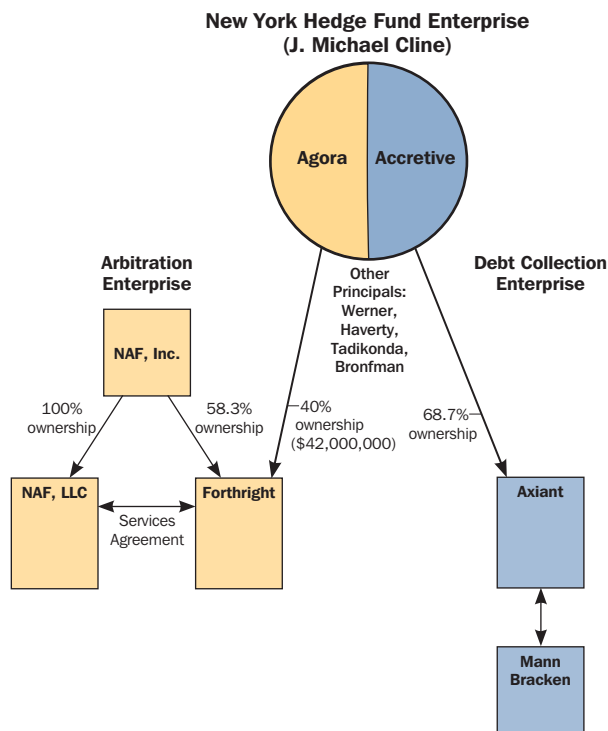 New York Hedge Fund Enterprise
(J. Michael Cline)
Agora
Accretive
Arbitration
Enterprise
Other
Principals:
Werner,
Haverty,
Tadikonda,
Bronfman
Debt Collection
Enterprise
NAF, Inc.
100%
ownership
58.3%
ownership
40%
ownership
($42,000,000)
68.7%
ownership
NAF, LLC
Services
Agreement
Forthright
Axiant
Mann
Bracken